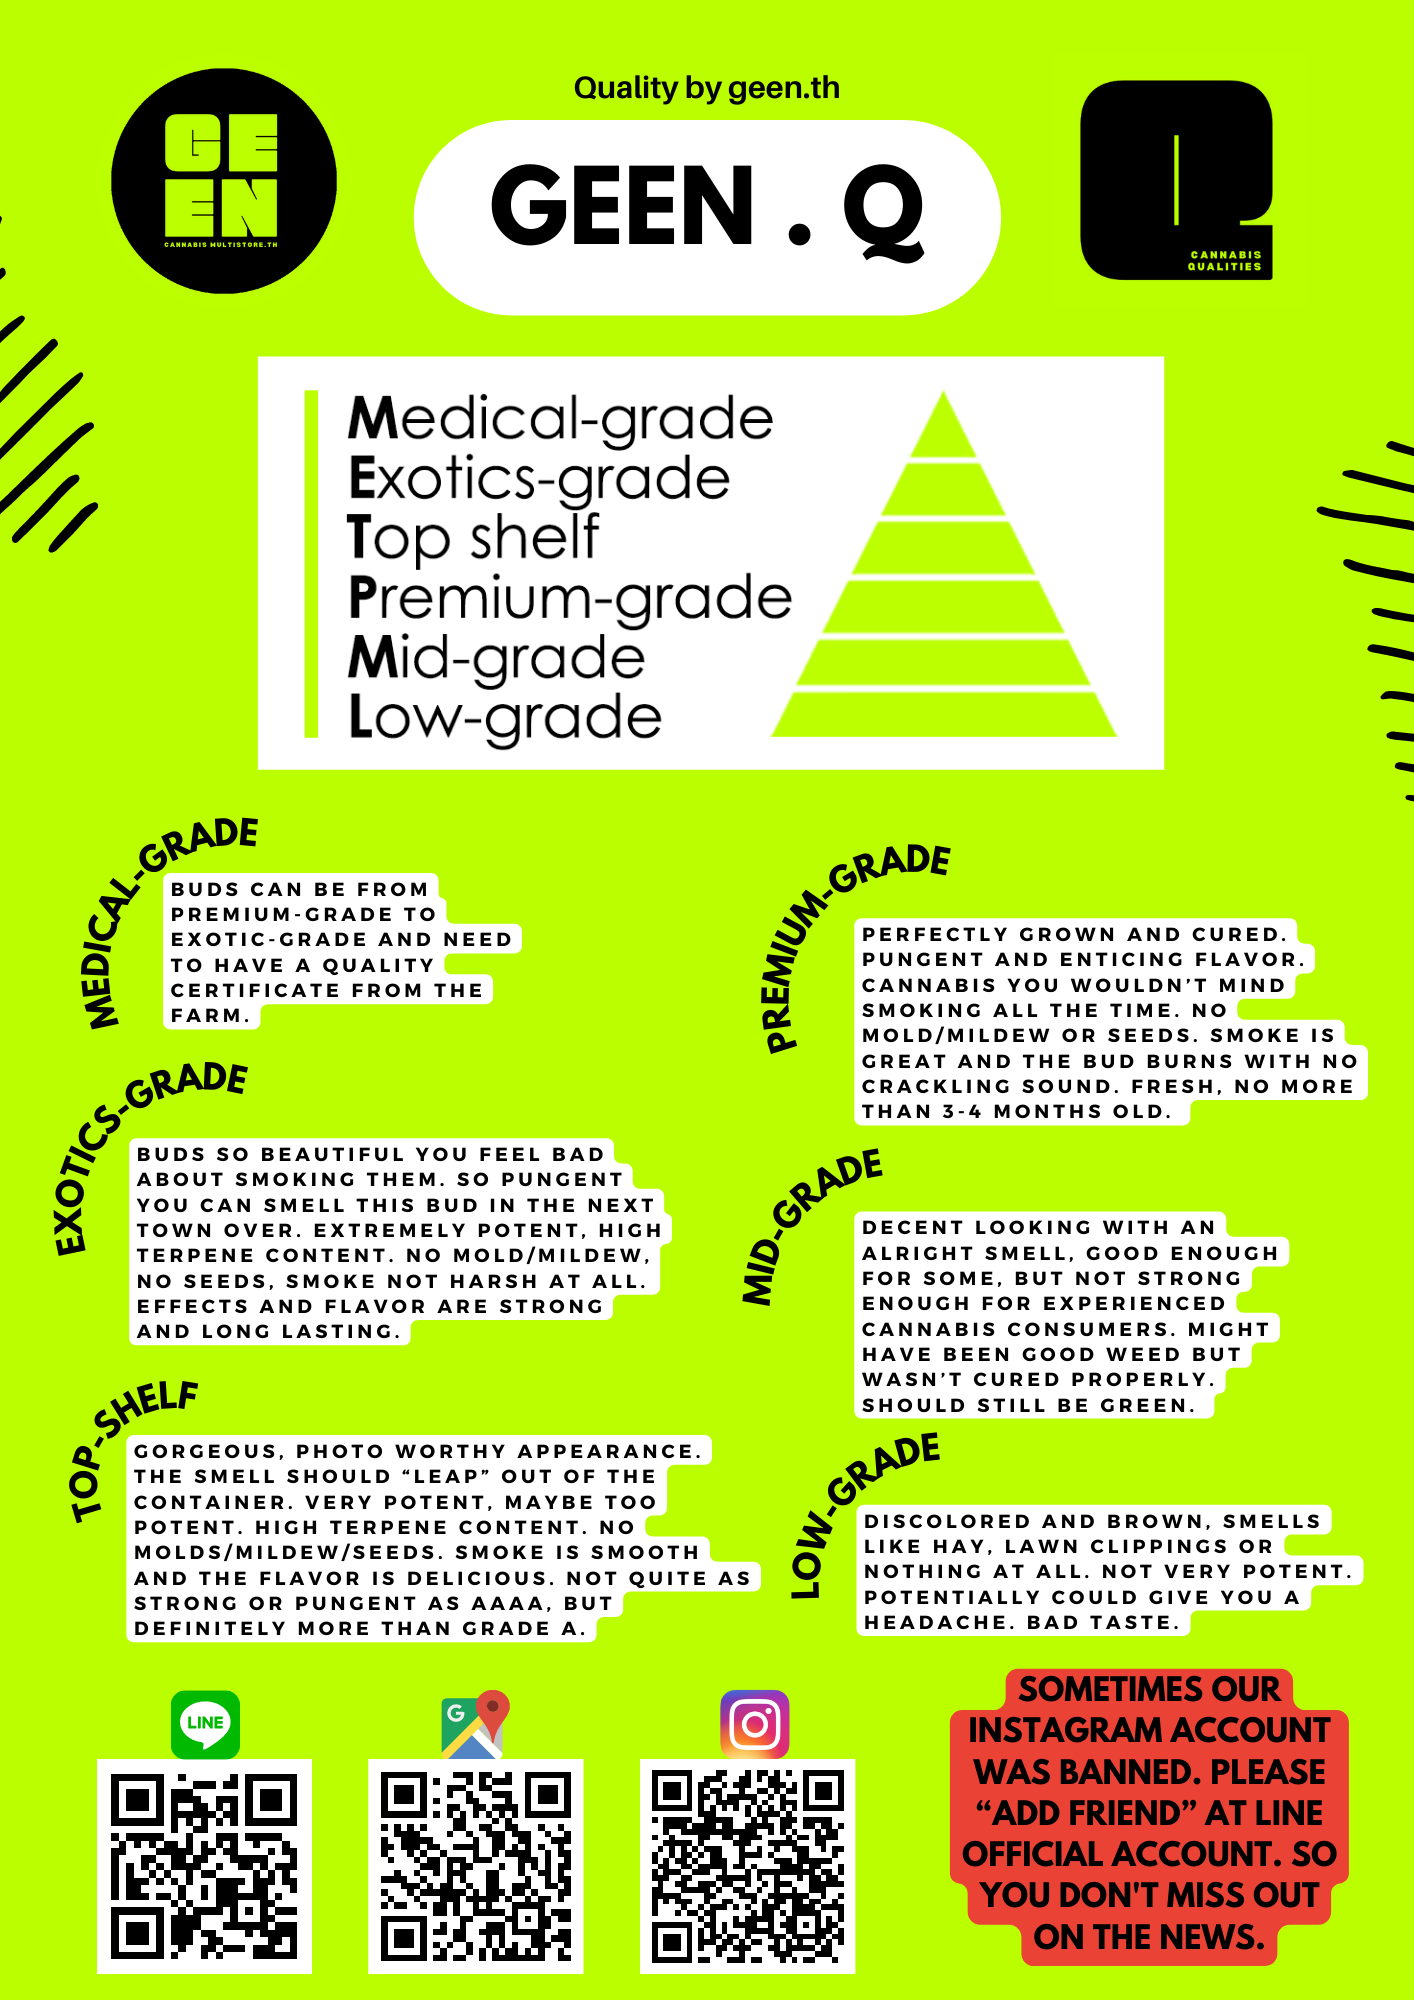 Quality by geen.th
GEEN . Q
GE
EN
CANNABIS MULTISTORE.TH
Q
CANNABIS
QUALITIES
Medical-grade
Exotics-grade
Top shelf
Premium-grade
Mid-grade
Low-grade
MEDICAL-GRADE
BUDS CAN BE FROM
PREMIUM-GRADE TO
EXOTIC-GRADE AND NEED
TO HAVE A QUALITY
CERTIFICATE FROM THE
FARM.
EXOTICS-GRADE
BUDS SO BEAUTIFUL YOU FEEL BAD
ABOUT SMOKING THEM. SO PUNGENT
YOU CAN SMELL THIS BUD IN THE NEXT
TOWN OVER. EXTREMELY POTENT, HIGH
TERPENE CONTENT. NO MOLD/MILDEW,
NO SEEDS, SMOKE NOT HARSH AT ALL.
EFFECTS AND FLAVOR ARE STRONG
AND LONG LASTING.
TOP-SHELF
GORGEOUS, PHOTO WORTHY APPEARANCE.
THE SMELL SHOULD “LEAP” OUT OF THE
CONTAINER. VERY POTENT, MAYBE TOO
POTENT. HIGH TERPENE CONTENT. NO
MOLDS/MILDEW/SEEDS. SMOKE IS SMOOTH
AND THE FLAVOR IS DELICIOUS. NOT QUITE AS
STRONG OR PUNGENT AS AAAA, BUT
DEFINITELY MORE THAN GRADE A.
PREMIUM-GRADE
PERFECTLY GROWN AND CURED.
PUNGENT AND ENTICING FLAVOR.
CANNABIS YOU WOULDN’T MIND
SMOKING ALL THE TIME. NO
MOLD/MILDEW OR SEEDS. SMOKE IS
GREAT AND THE BUD BURNS WITH NO
CRACKLING SOUND. FRESH, NO MORE
THAN 3-4 MONTHS OLD.
MID-GRADE
DECENT LOOKING WITH AN
ALRIGHT SMELL, GOOD ENOUGH
FOR SOME, BUT NOT STRONG
ENOUGH FOR EXPERIENCED
CANNABIS CONSUMERS. MIGHT
HAVE BEEN GOOD WEED BUT
WASN’T CURED PROPERLY.
SHOULD STILL BE GREEN.
LOW-GRADE
DISCOLORED AND BROWN, SMELLS
LIKE HAY, LAWN CLIPPINGS OR
NOTHING AT ALL. NOT VERY POTENT.
POTENTIALLY COULD GIVE YOU A
HEADACHE. BAD TASTE.
LINE
G
SOMETIMES OUR
INSTAGRAM ACCOUNT
WAS BANNED. PLEASE
“ADD FRIEND” AT LINE
OFFICIAL ACCOUNT. SO
YOU DON'T MISS OUT
ON THE NEWS.